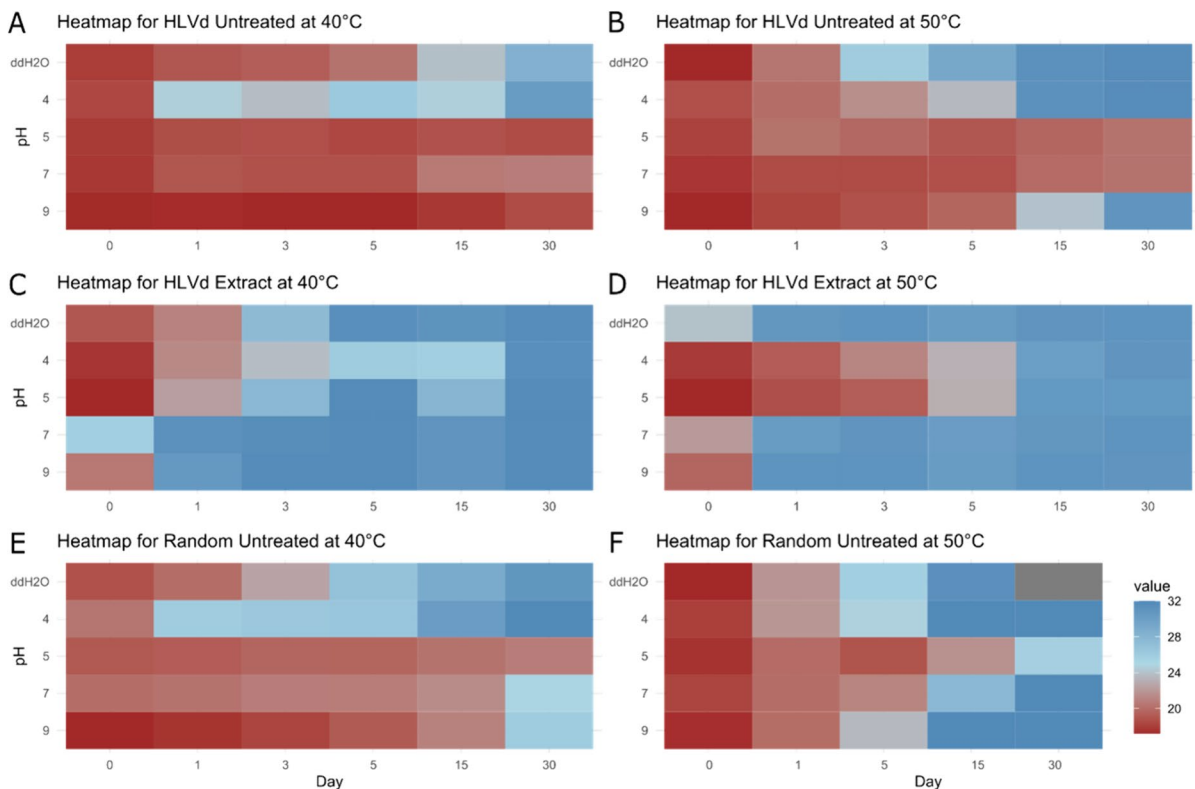 A Heatmap for HLVd Untreated at 40°C
ddH2O
4
5
7
9
pH
0 1 3 5 15 30
B Heatmap for HLVd Untreated at 50°C
ddH2O
4
5
7
9
0 1 3 5 15 30
C Heatmap for HLVd Extract at 40°C
ddH2O
4
5
7
9
pH
0 1 3 5 15 30
D Heatmap for HLVd Extract at 50°C
ddH2O
4
5
7
9
0 1 3 5 15 30
E Heatmap for Random Untreated at 40°C
ddH2O
4
5
7
9
pH
0 1 3 5 15 30
Day
F Heatmap for Random Untreated at 50°C
ddH2O
4
5
7
9
0 1 5 15 30
Day
value
32
28
24
20